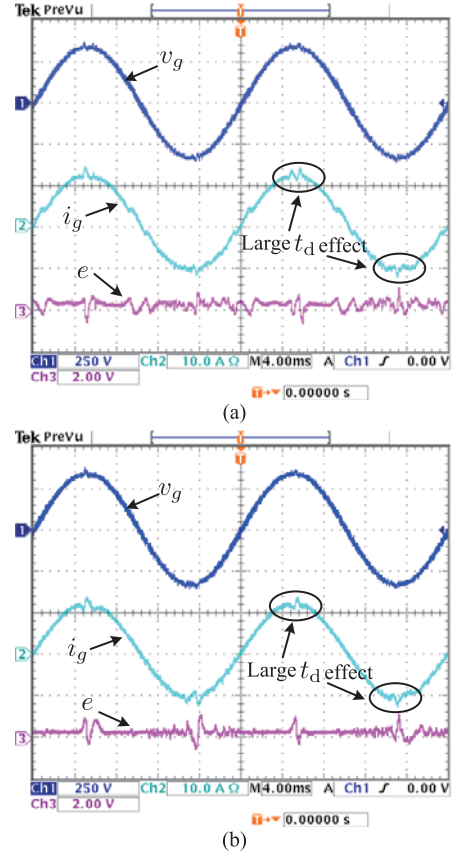 Tek PreVu
T
T
v_g
1
i_g
2
Large t_d effect
e
3
Ch1 250 V Ch2 10.0 A Ω M 4.00ms A Ch1 ∫ 0.00 V
Ch3 2.00 V
T→▼ 0.00000 s
(a)
Tek PreVu
T
T
v_g
1
i_g
2
Large t_d effect
e
3
Ch1 250 V Ch2 10.0 A Ω M 4.00ms A Ch1 ∫ 0.00 V
Ch3 2.00 V
T→▼ 0.00000 s
(b)